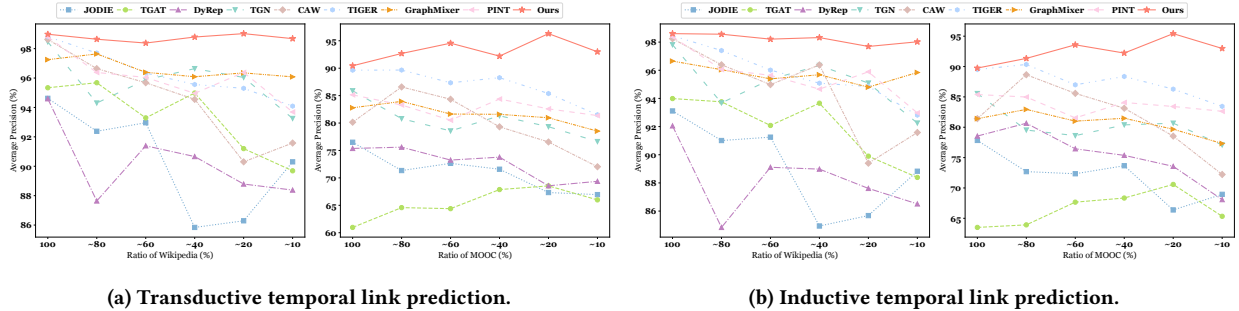 JODIE TGAT DyRep TGN CAW TIGER GraphMixer PINT Ours
JODIE TGAT DyRep TGN CAW TIGER GraphMixer PINT Ours
Average Precision (%)
98
96
94
92
90
88
86
100 ~80 ~60 ~40 ~20 ~10
Ratio of Wikipedia (%)
Average Precision (%)
95
90
85
80
75
70
65
60
100 ~80 ~60 ~40 ~20 ~10
Ratio of MOOC (%)
Average Precision (%)
98
96
94
92
90
88
86
100 ~80 ~60 ~40 ~20 ~10
Ratio of Wikipedia (%)
Average Precision (%)
95
90
85
80
75
70
65
100 ~80 ~60 ~40 ~20 ~10
Ratio of MOOC (%)
(a) Transductive temporal link prediction.
(b) Inductive temporal link prediction.